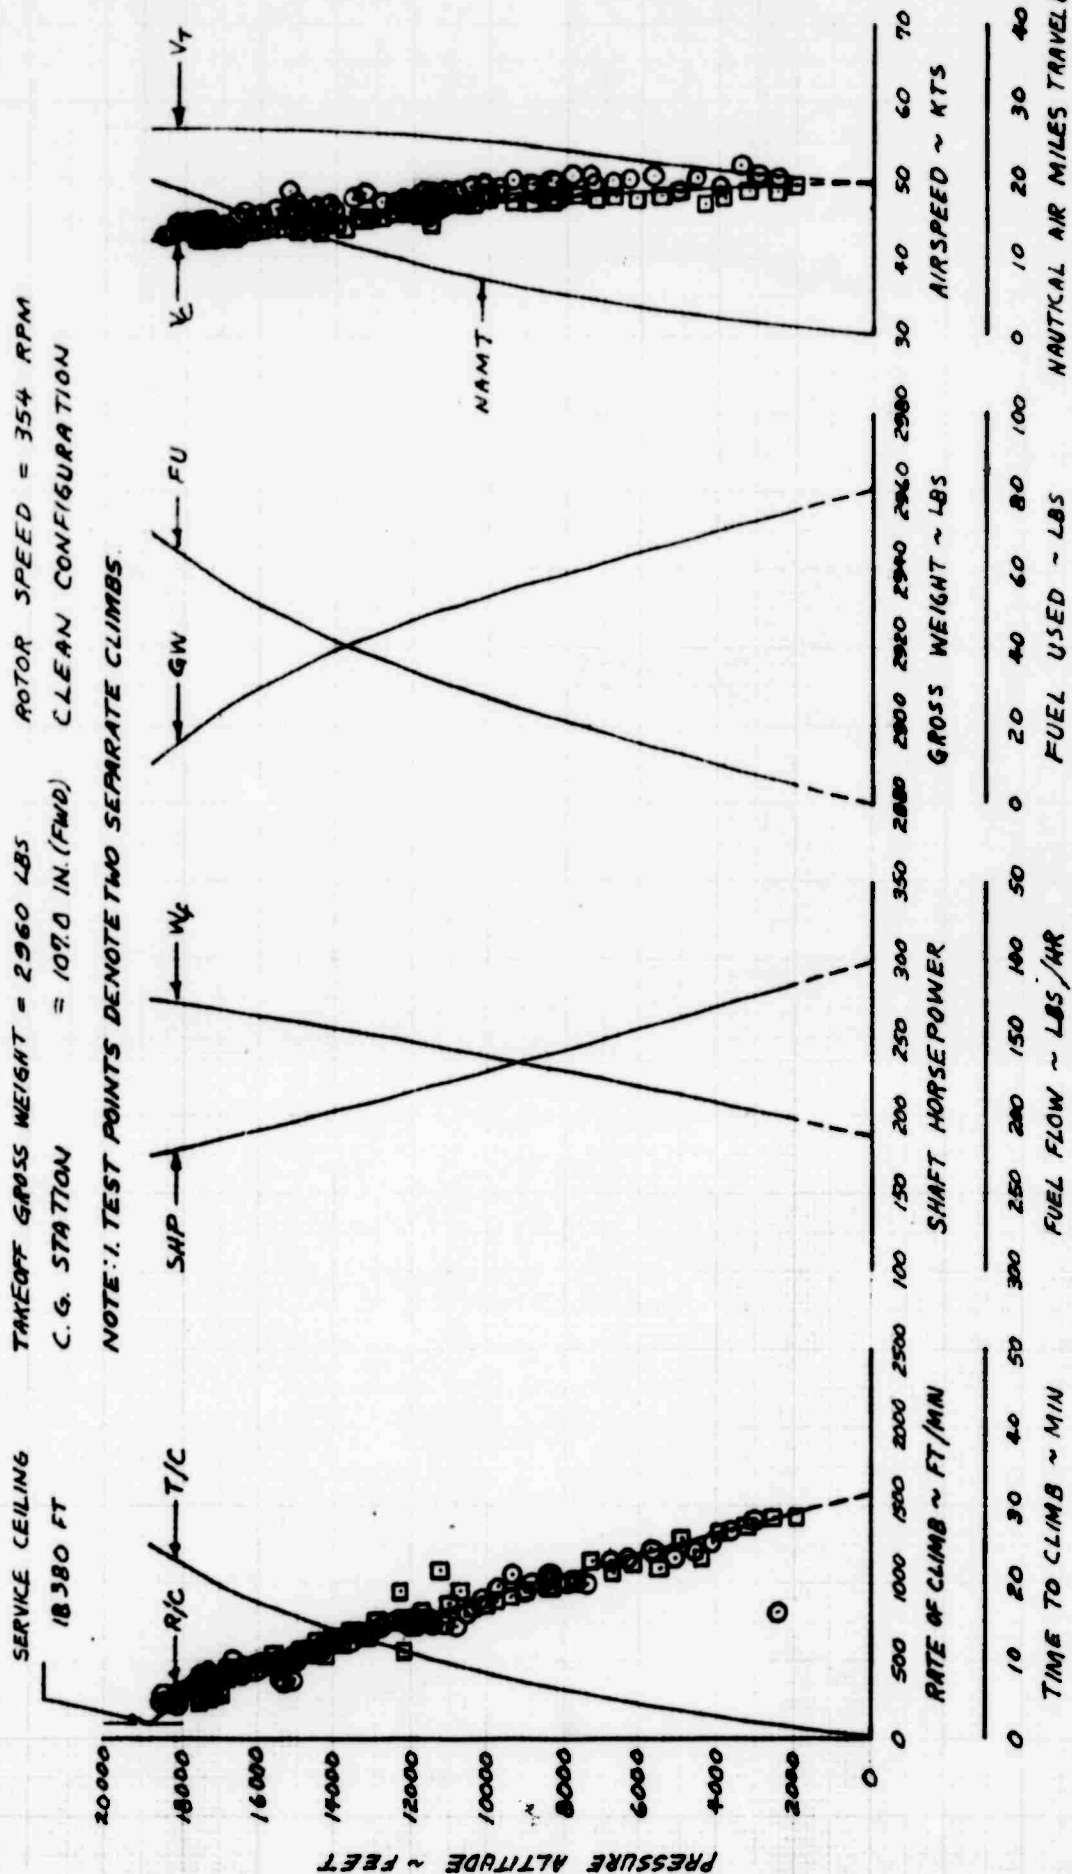 TAKEOFF GROSS WEIGHT = 2960 LBS
ROTOR SPEED = 354 RPM
C.G. STATION = 107.0 IN. (FWD)
CLEAN CONFIGURATION
NOTE: 1. TEST POINTS DENOTE TWO SEPARATE CLIMBS
SERVICE CEILING
18380 FT
R/C
T/C
SHP
Wf
GW
FU
Vc
VT
NAMT
PRESSURE ALTITUDE ~ FEET
20000
18000
16000
14000
12000
10000
8000
6000
4000
2000
0
0 500 1000 1500 2000 2500
RATE OF CLIMB ~ FT/MIN
0 10 20 30 40 50
TIME TO CLIMB ~ MIN
100 150 200 250 300 350
SHAFT HORSEPOWER
300 250 200 150 100 50
FUEL FLOW ~ LBS/HR
2880 2900 2920 2940 2960 2980
GROSS WEIGHT ~ LBS
0 20 40 60 80 100
FUEL USED ~ LBS
30 40 50 60 70
AIRSPEED ~ KTS
0 10 20 30 40
NAUTICAL AIR MILES TRAVEL